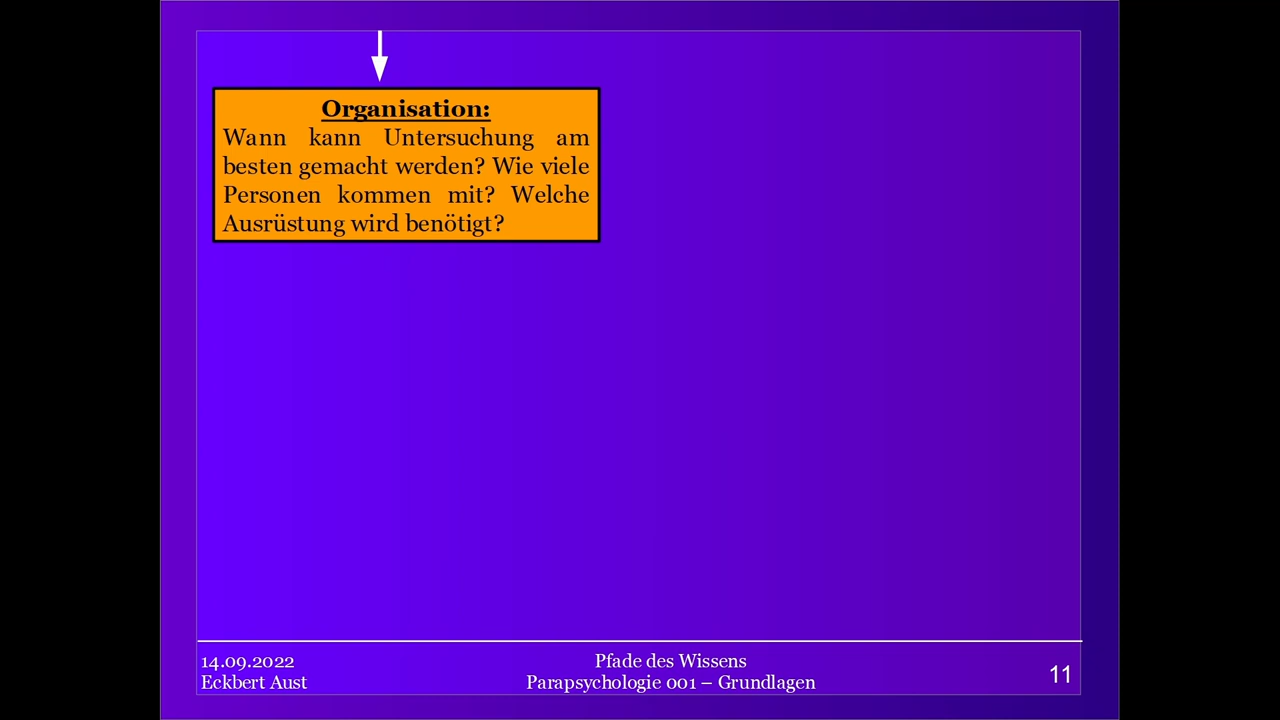 Organisation:
Wann kann Untersuchung am
besten gemacht werden? Wie viele
Personen kommen mit? Welche
Ausrüstung wird benötigt?
14.09.2022
Eckbert Aust
Pfade des Wissens
Parapsychologie 001 – Grundlagen
11